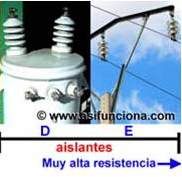 © www.asifunciona.com
D E
aislantes
Muy alta resistencia